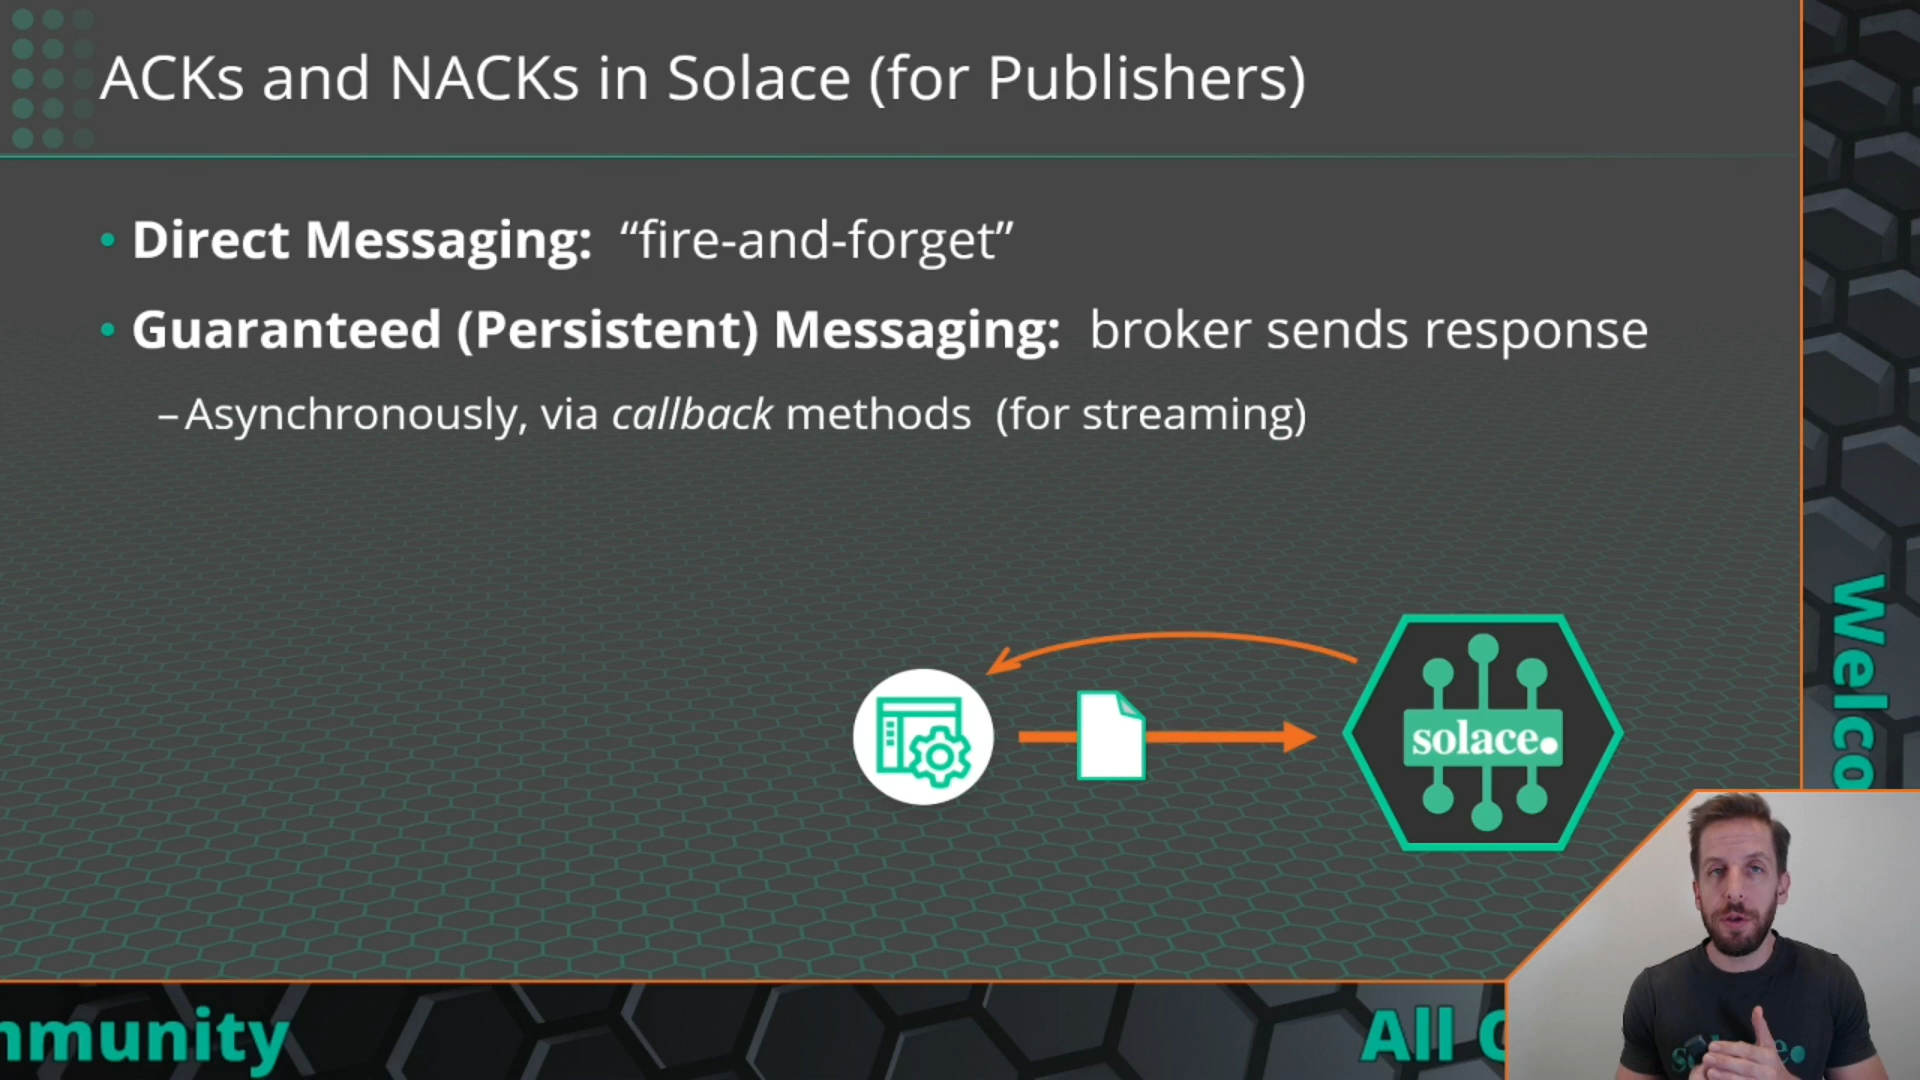 ACKs and NACKs in Solace (for Publishers)
• Direct Messaging: “fire-and-forget”
• Guaranteed (Persistent) Messaging: broker sends response
– Asynchronously, via callback methods (for streaming)
solace.
Welco
mmunity
All